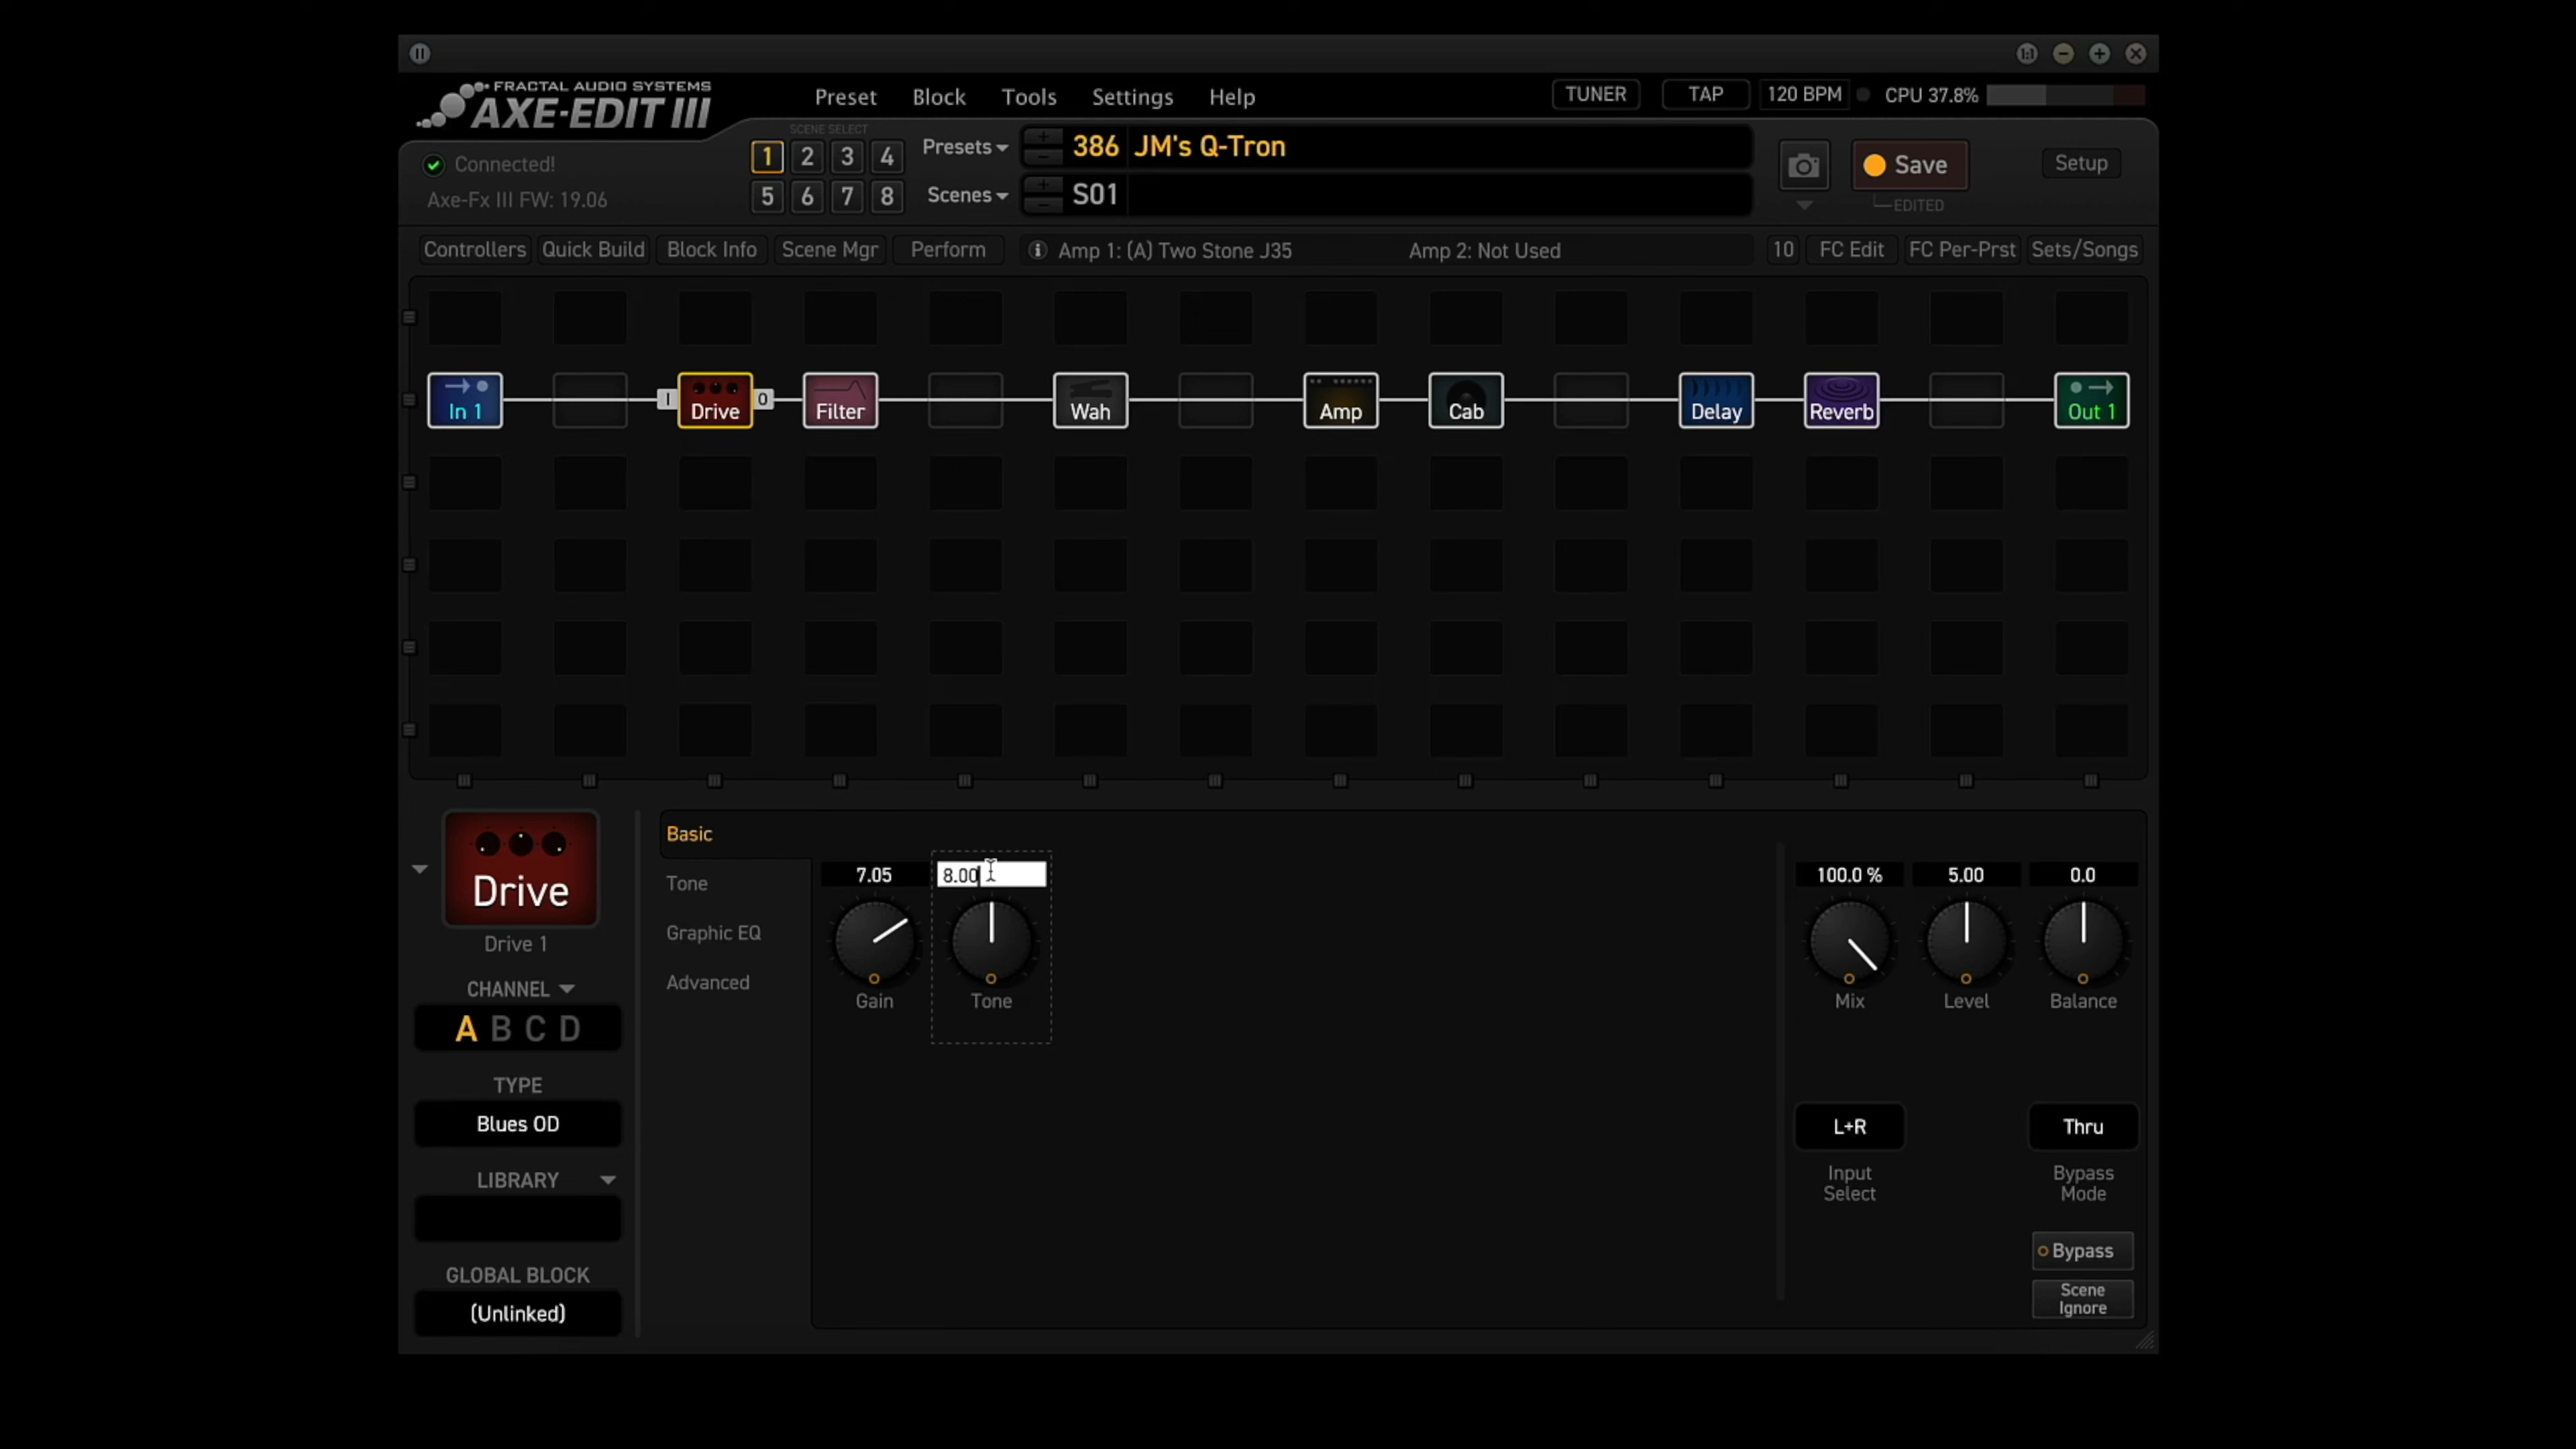 FRACTAL AUDIO SYSTEMS
AXE-EDIT III
Preset Block Tools Settings Help
TUNER TAP 120 BPM CPU 37.8%
SCENE SELECT
1 2 3 4
5 6 7 8
Connected!
Axe-Fx III FW: 19.06
Presets 386 JM's Q-Tron
Scenes S01
Save
EDITED
Setup
Controllers Quick Build Block Info Scene Mgr Perform
Amp 1: (A) Two Stone J35 Amp 2: Not Used
10 FC Edit FC Per-Prst Sets/Songs
In 1 I Drive O Filter Wah Amp Cab Delay Reverb Out 1
Drive
Drive 1
CHANNEL
A B C D
TYPE
Blues OD
LIBRARY
GLOBAL BLOCK
(Unlinked)
Basic
Tone
Graphic EQ
Advanced
7.05 8.00
Gain Tone
100.0 % 5.00 0.0
Mix Level Balance
L+R Thru
Input
Select
Bypass
Mode
Bypass
Scene
Ignore